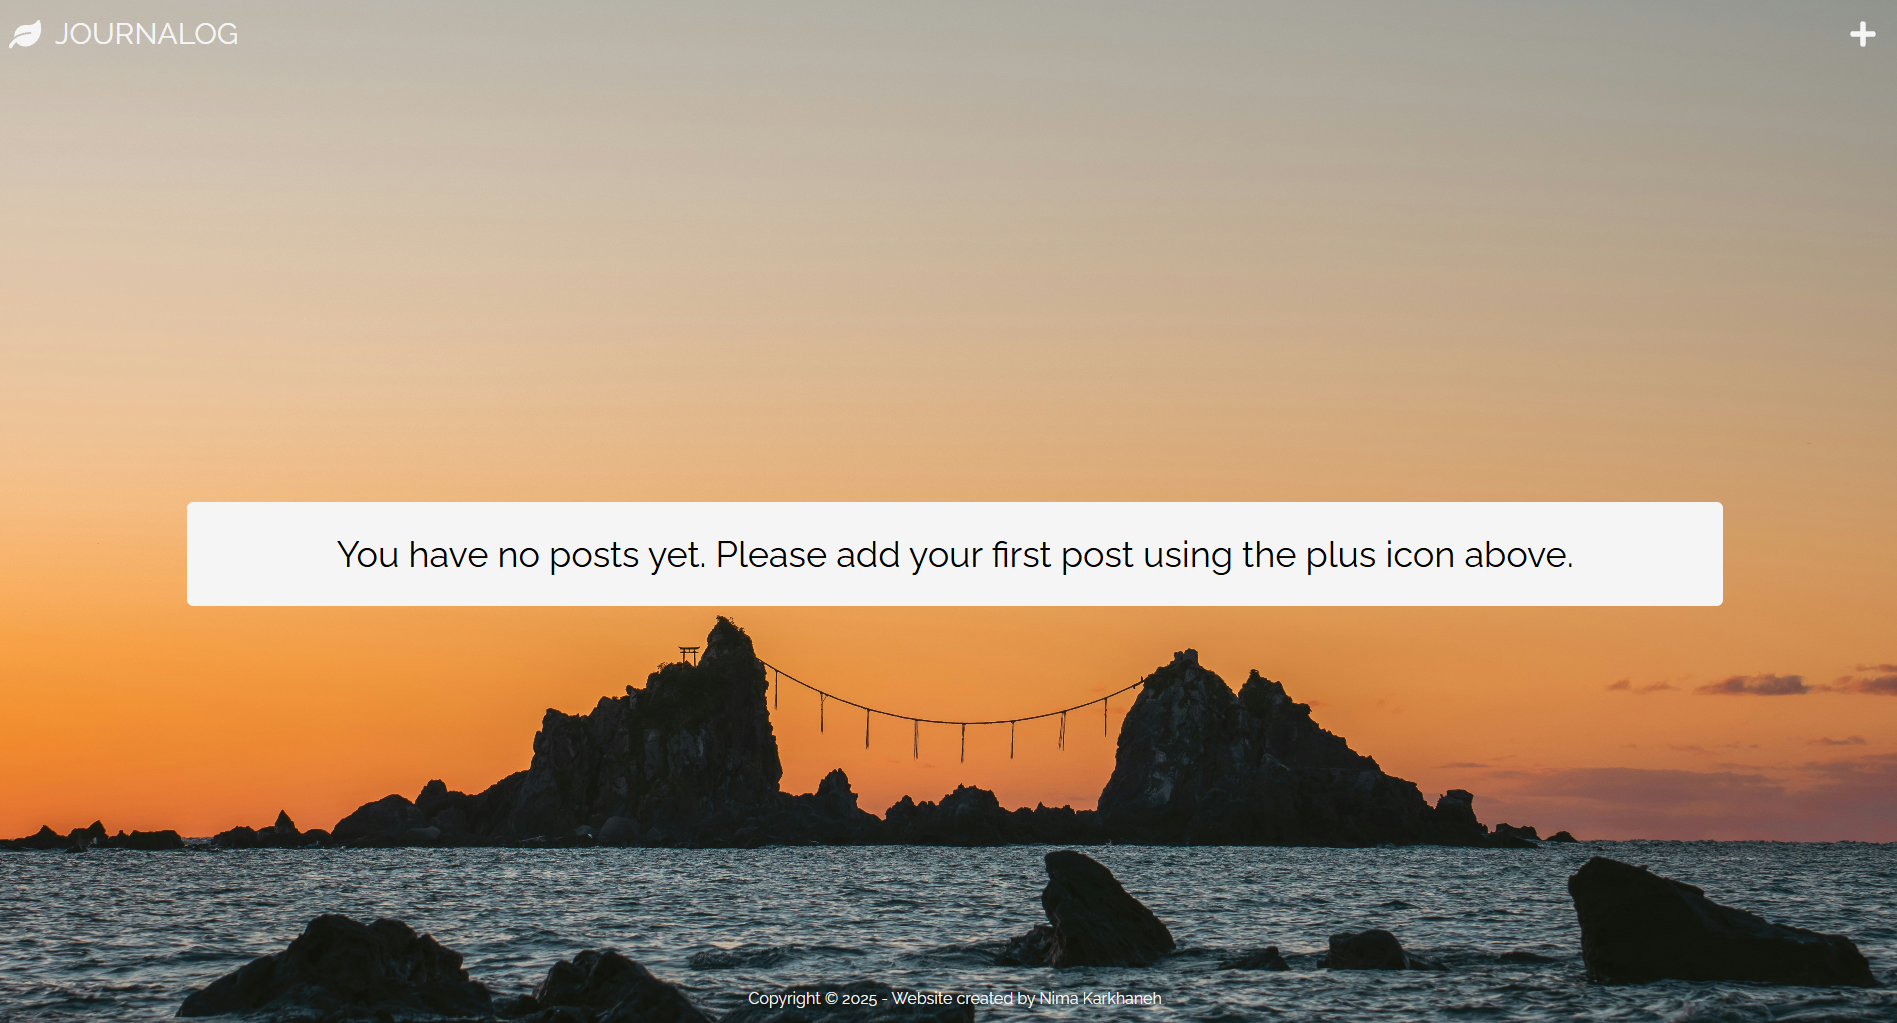 JOURNALOG
You have no posts yet. Please add your first post using the plus icon above.
Copyright © 2025 - Website created by Nima Karkhaneh